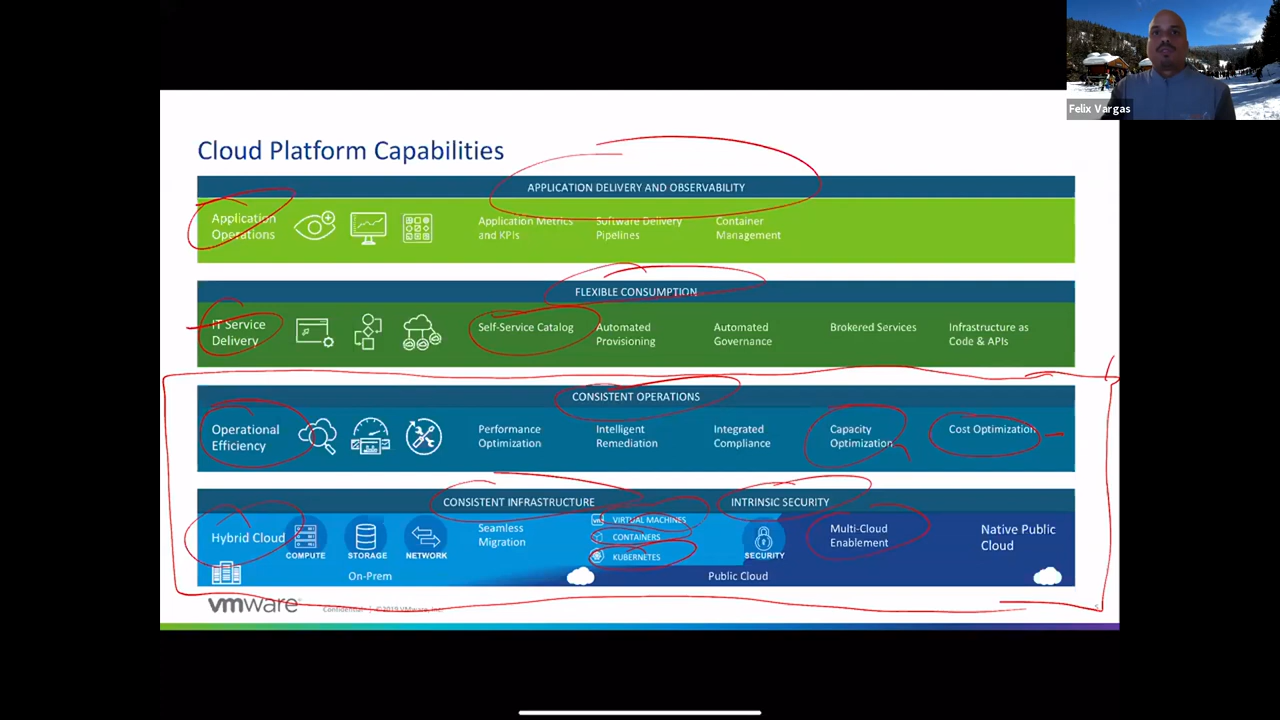 Felix Vargas
Cloud Platform Capabilities
APPLICATION DELIVERY AND OBSERVABILITY
Application
Operations
Application Metrics
and KPIs
Software Delivery
Pipelines
Container
Management
FLEXIBLE CONSUMPTION
IT Service
Delivery
Self-Service Catalog
Automated
Provisioning
Automated
Governance
Brokered Services
Infrastructure as
Code & APIs
CONSISTENT OPERATIONS
Operational
Efficiency
Performance
Optimization
Intelligent
Remediation
Integrated
Compliance
Capacity
Optimization
Cost Optimization
CONSISTENT INFRASTRUCTURE
INTRINSIC SECURITY
Hybrid Cloud
COMPUTE
STORAGE
NETWORK
Seamless
Migration
VIRTUAL MACHINES
CONTAINERS
KUBERNETES
SECURITY
Multi-Cloud
Enablement
Native Public
Cloud
On-Prem
Public Cloud
vmware
Confidential | ©2019 VMware, Inc.